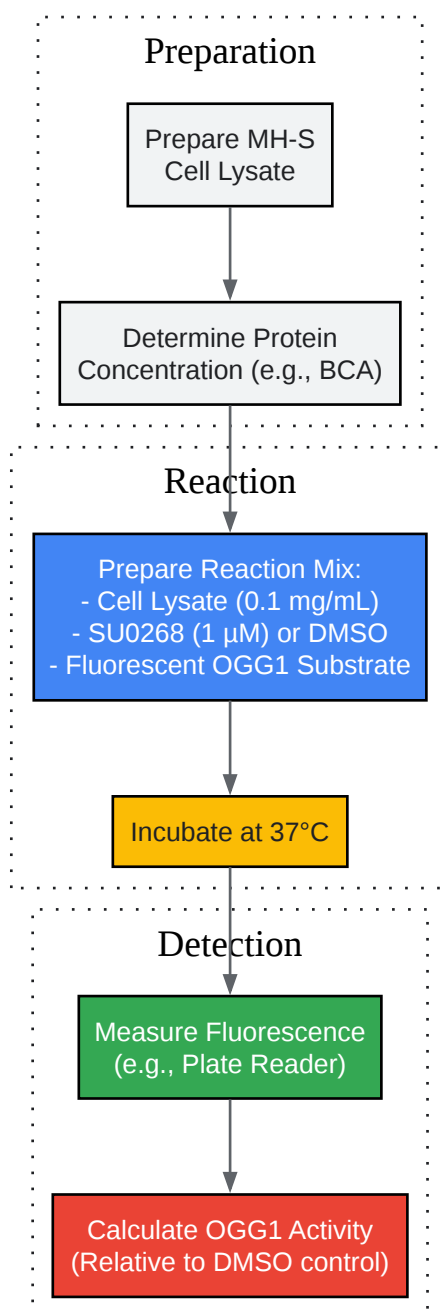 Preparation
Prepare MH-S
Cell Lysate
Determine Protein
Concentration (e.g., BCA)
Reaction
Prepare Reaction Mix:
- Cell Lysate (0.1 mg/mL)
- SU0268 (1 µM) or DMSO
- Fluorescent OGG1 Substrate
Incubate at 37°C
Detection
Measure Fluorescence
(e.g., Plate Reader)
Calculate OGG1 Activity
(Relative to DMSO control)